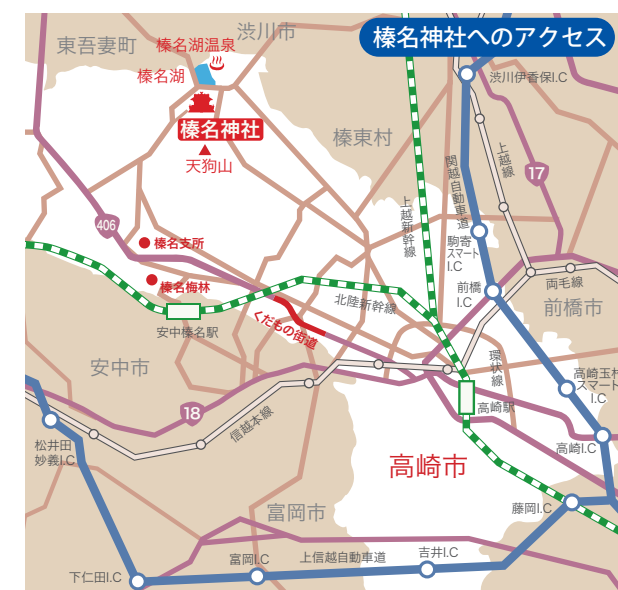 榛名神社へのアクセス
渋川市
東吾妻町
榛名湖温泉
榛名湖
渋川伊香保I.C
榛名神社
榛東村
天狗山
上越線
関越自動車道
17
上越新幹線
406
榛名支所
駒寄
スマート
I.C
榛名梅林
前橋
I.C
両毛線
北陸新幹線
前橋市
くだもの街道
安中榛名駅
環状線
安中市
高崎玉村
スマート
I.C
高崎駅
18
信越本線
松井田
妙義I.C
高崎I.C
高崎市
富岡市
藤岡I.C
吉井I.C
上信越自動車道
富岡I.C
下仁田I.C